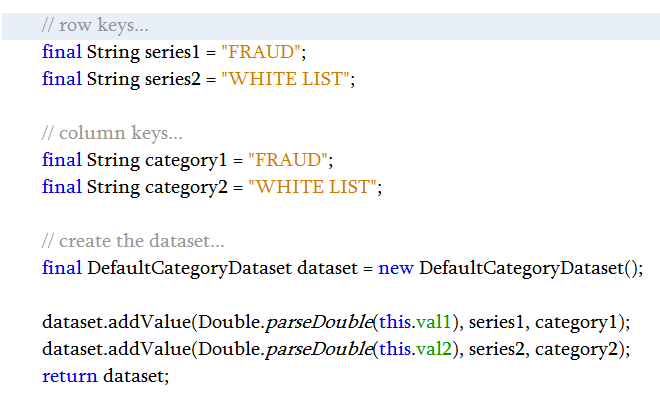 // row keys...
final String series1 = "FRAUD";
final String series2 = "WHITE LIST";
// column keys...
final String category1 = "FRAUD";
final String category2 = "WHITE LIST";
// create the dataset...
final DefaultCategoryDataset dataset = new DefaultCategoryDataset();
dataset.addValue(Double.parseDouble(this.val1), series1, category1);
dataset.addValue(Double.parseDouble(this.val2), series2, category2);
return dataset;